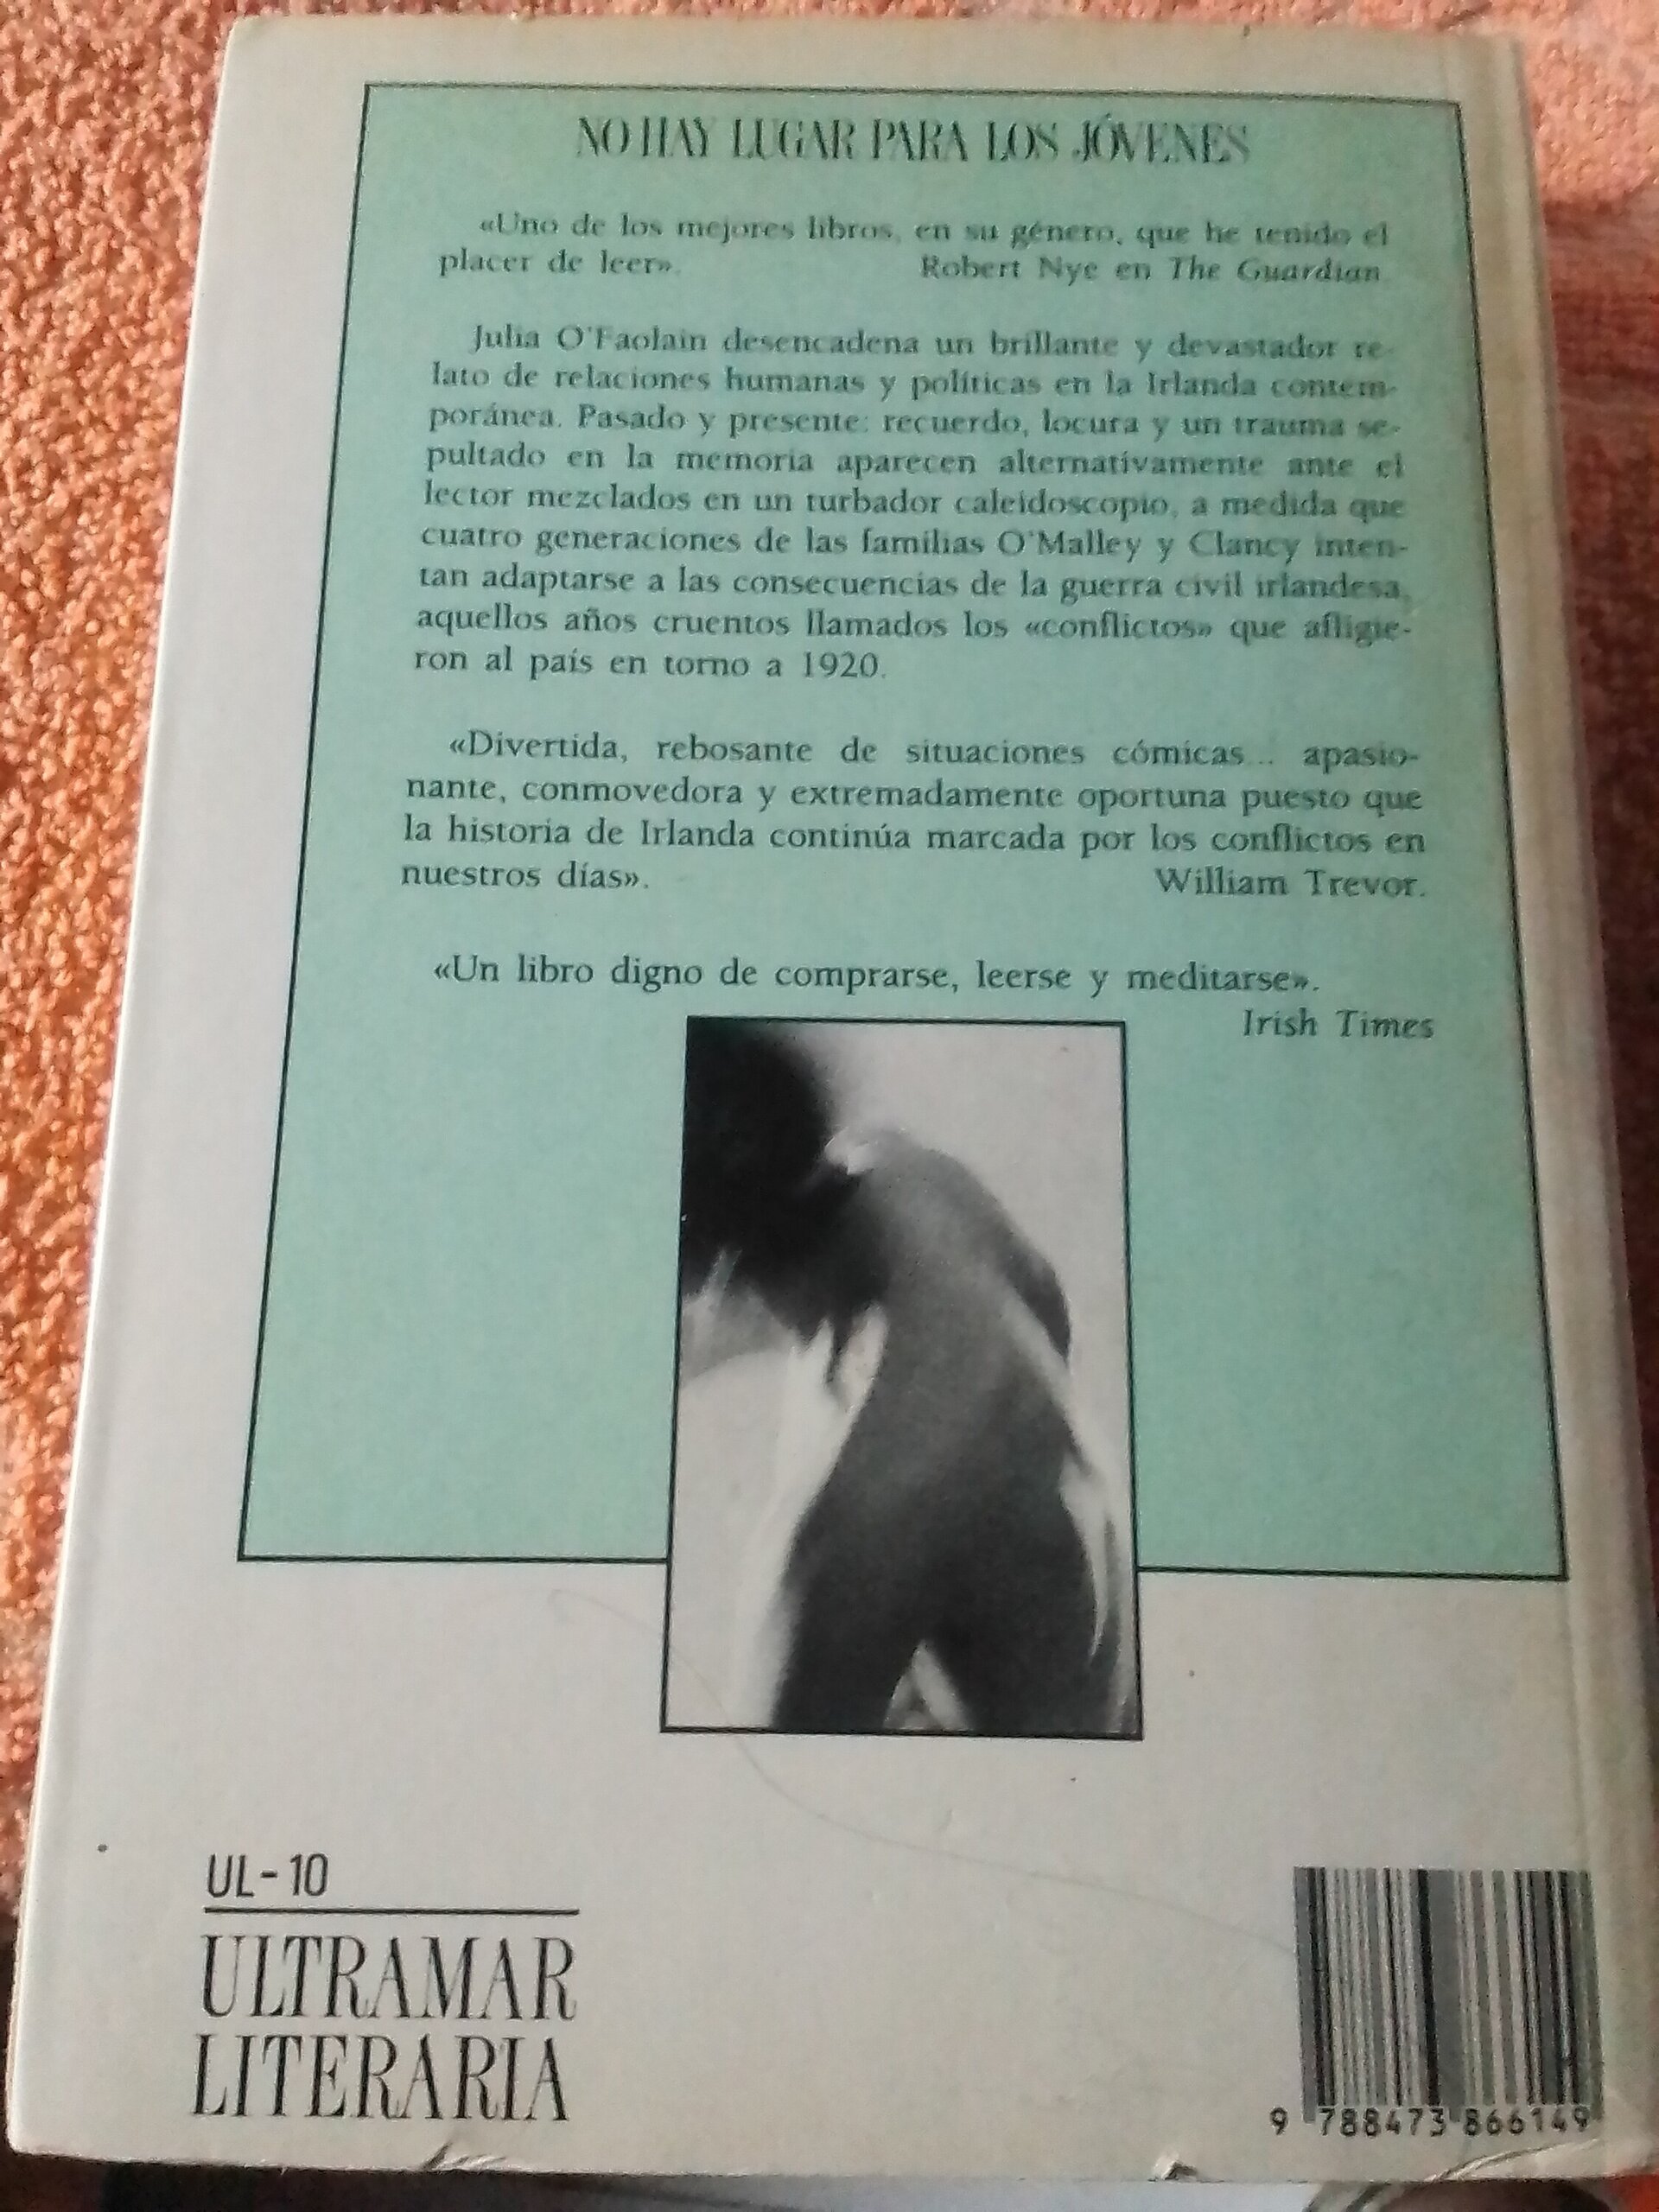 NO HAY LUGAR PARA LOS JÓVENES
«Uno de los mejores libros, en su género, que he tenido el
placer de leer». Robert Nye en The Guardian.
Julia O'Faolain desencadena un brillante y devastador re-
lato de relaciones humanas y políticas en la Irlanda contem-
poránea. Pasado y presente: recuerdo, locura y un trauma se-
pultado en la memoria aparecen alternativamente ante el
lector mezclados en un turbador caleidoscopio, a medida que
cuatro generaciones de las familias O'Malley y Clancy inten-
tan adaptarse a las consecuencias de la guerra civil irlandesa,
aquellos años cruentos llamados los «conflictos» que afligie-
ron al país en torno a 1920.
«Divertida, rebosante de situaciones cómicas... apasio-
nante, conmovedora y extremadamente oportuna puesto que
la historia de Irlanda continúa marcada por los conflictos en
nuestros días». William Trevor.
«Un libro digno de comprarse, leerse y meditarse».
Irish Times
UL-10
ULTRAMAR
LITERARIA
9 788473 866149